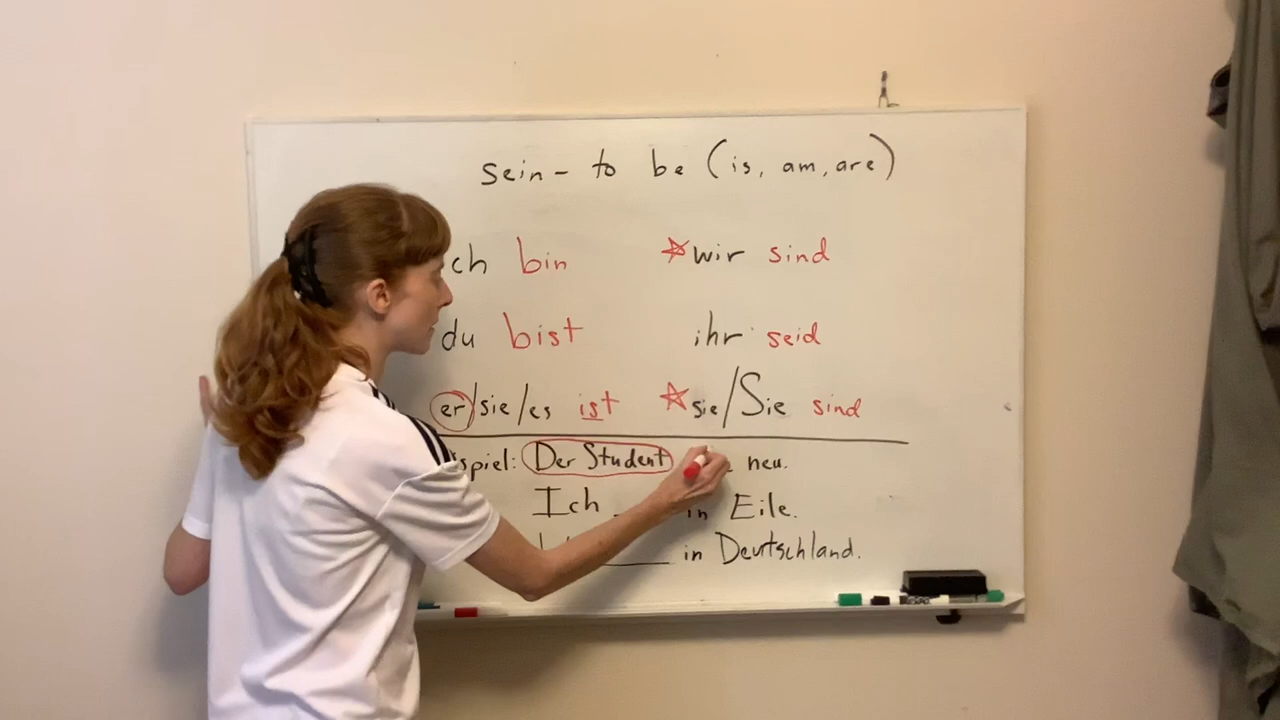 sein - to be (is, am, are)
ch bin
wir sind
du bist
ihr seid
er/sie/es ist
sie/Sie sind
spiel: Der Student neu.
Ich in Eile.
in Deutschland.